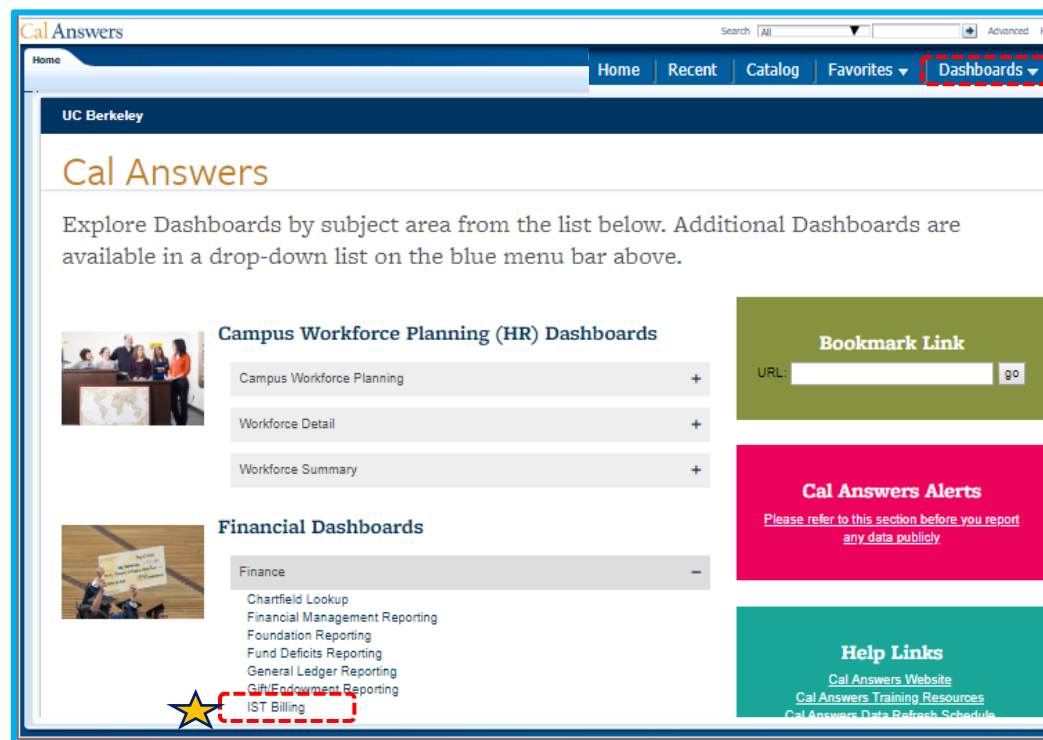 Cal Answers
Search All Advanced
Home
Home Recent Catalog Favorites Dashboards
UC Berkeley
Cal Answers
Explore Dashboards by subject area from the list below. Additional Dashboards are
available in a drop-down list on the blue menu bar above.
Campus Workforce Planning (HR) Dashboards
Campus Workforce Planning +
Workforce Detail +
Workforce Summary +
Financial Dashboards
Finance −
Chartfield Lookup
Financial Management Reporting
Foundation Reporting
Fund Deficits Reporting
General Ledger Reporting
Gift/Endowment Reporting
IST Billing
Bookmark Link
URL: go
Cal Answers Alerts
Please refer to this section before you report
any data publicly
Help Links
Cal Answers Website
Cal Answers Training Resources
Cal Answers Data Refresh Schedule